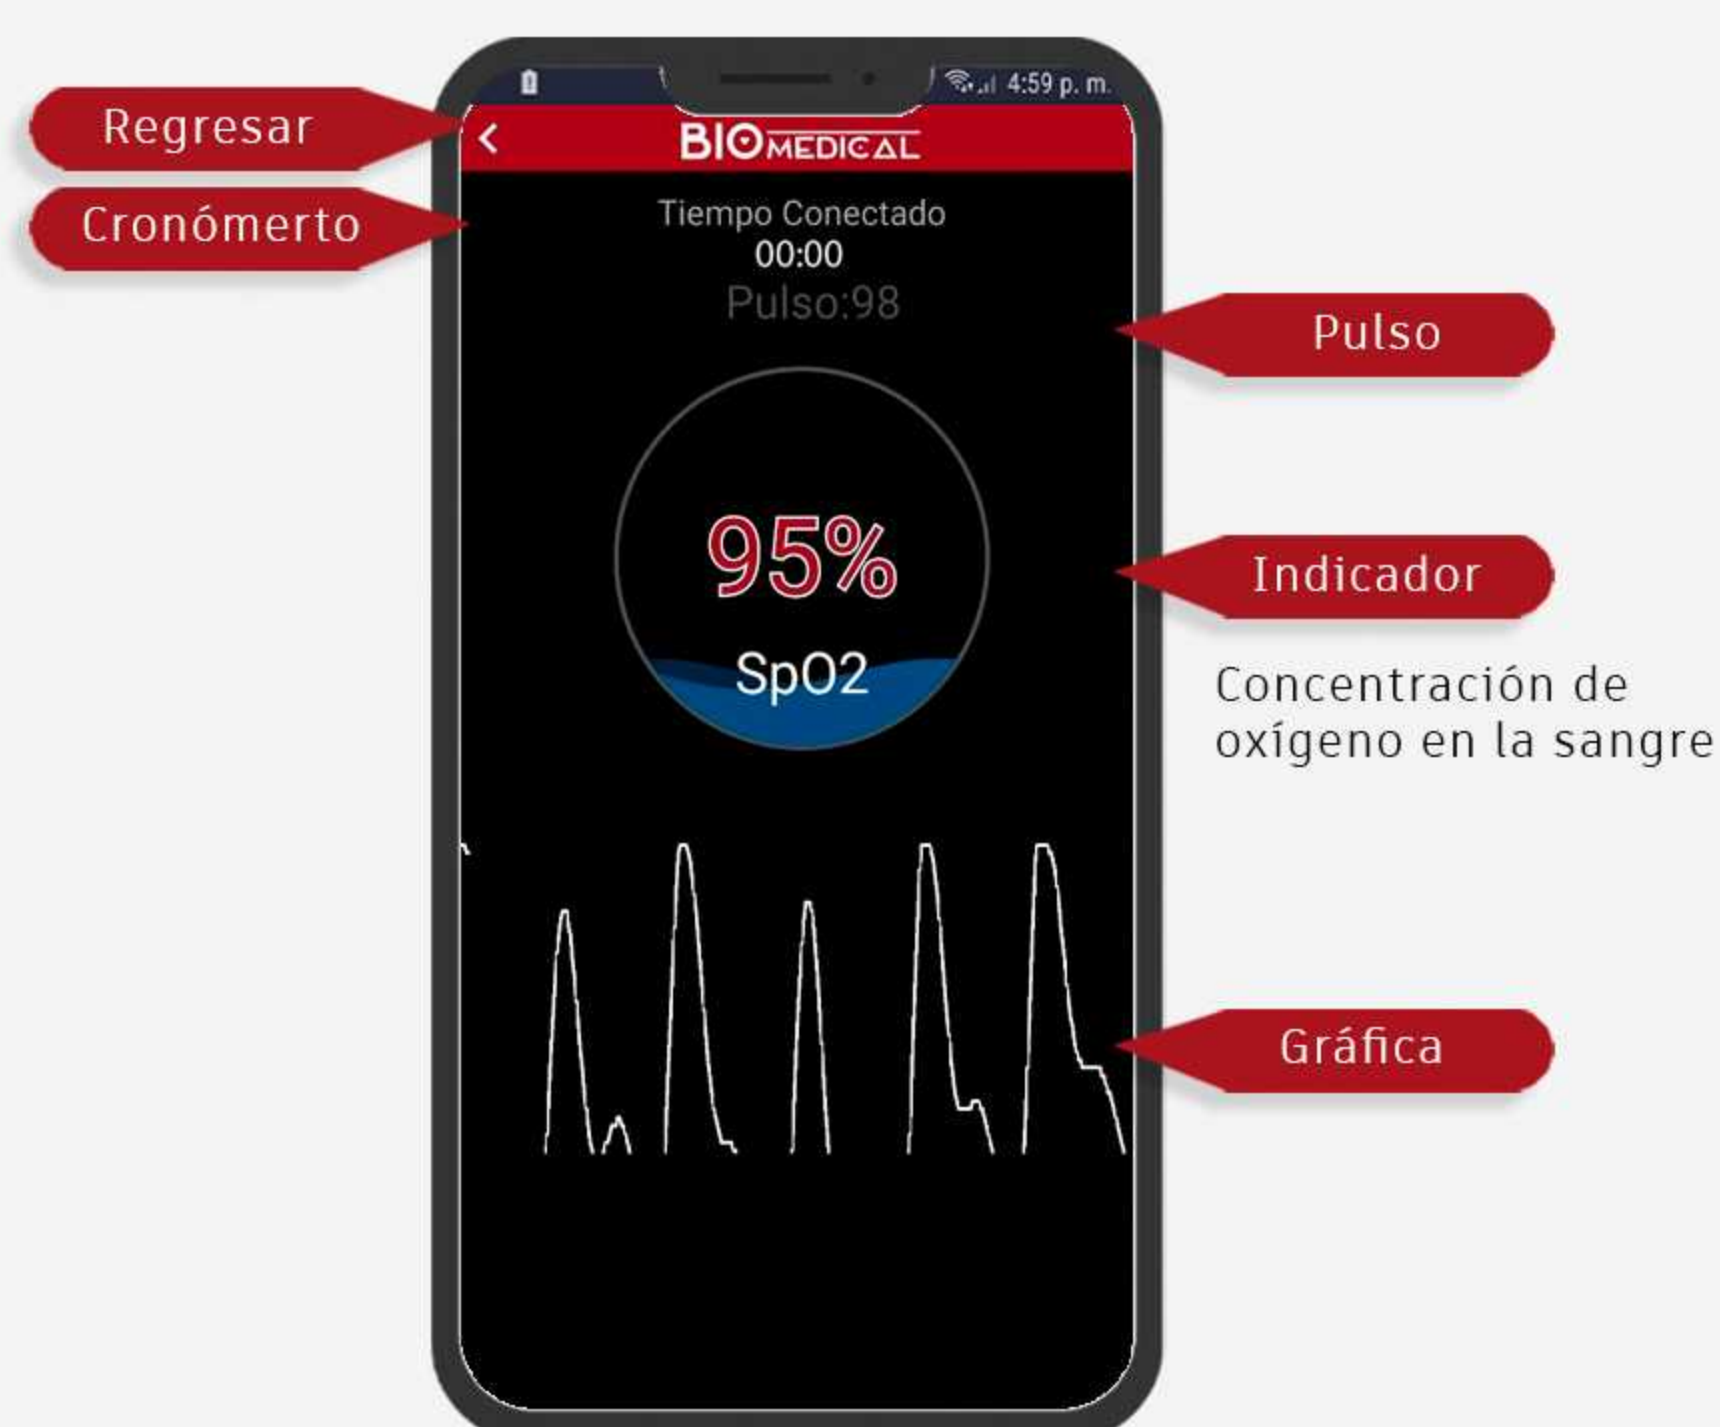 4:59 p. m.
Regresar
BIOMEDICAL
Cronómerto
Tiempo Conectado
00:00
Pulso:98
Pulso
95%
SpO2
Indicador
Concentración de
oxígeno en la sangre
Gráfica